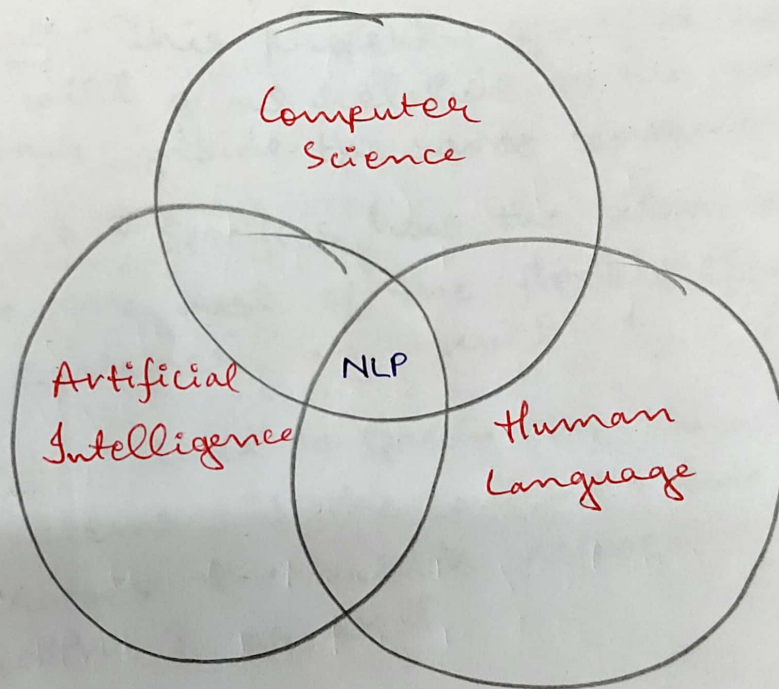 Computer
Science
NLP
Artificial
Intelligence
Human
Language